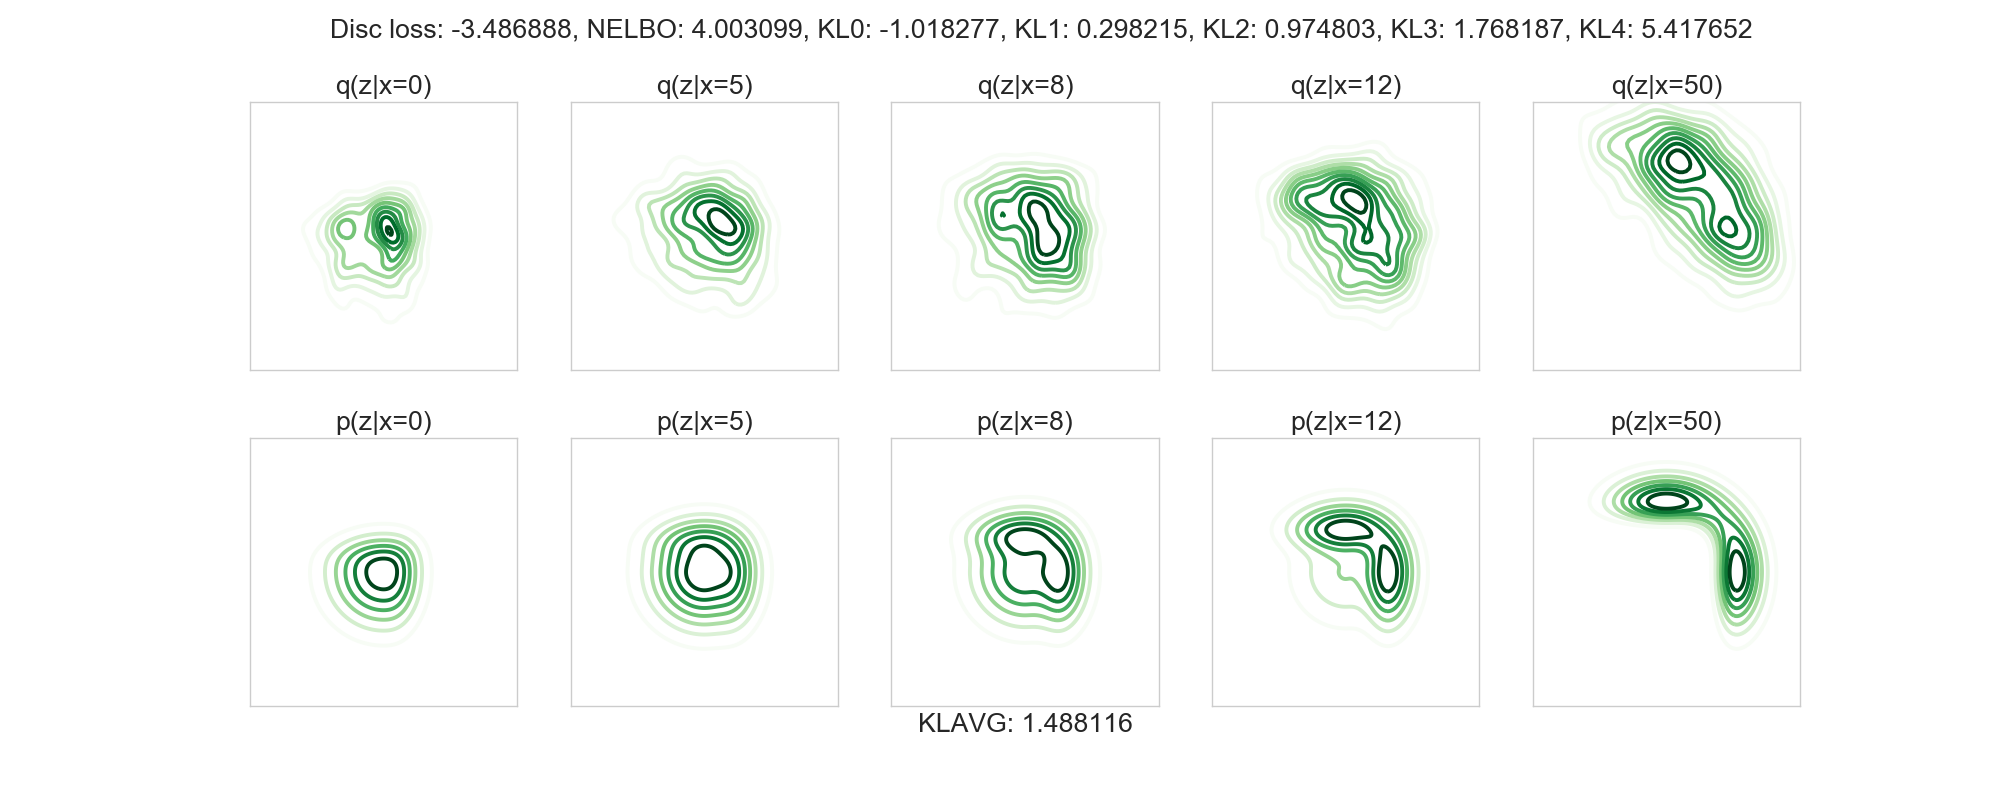 Disc loss: -3.486888, NELBO: 4.003099, KL0: -1.018277, KL1: 0.298215, KL2: 0.974803, KL3: 1.768187, KL4: 5.417652
q(z|x=0) q(z|x=5) q(z|x=8) q(z|x=12) q(z|x=50)
p(z|x=0) p(z|x=5) p(z|x=8) p(z|x=12) p(z|x=50)
KLAVG: 1.488116